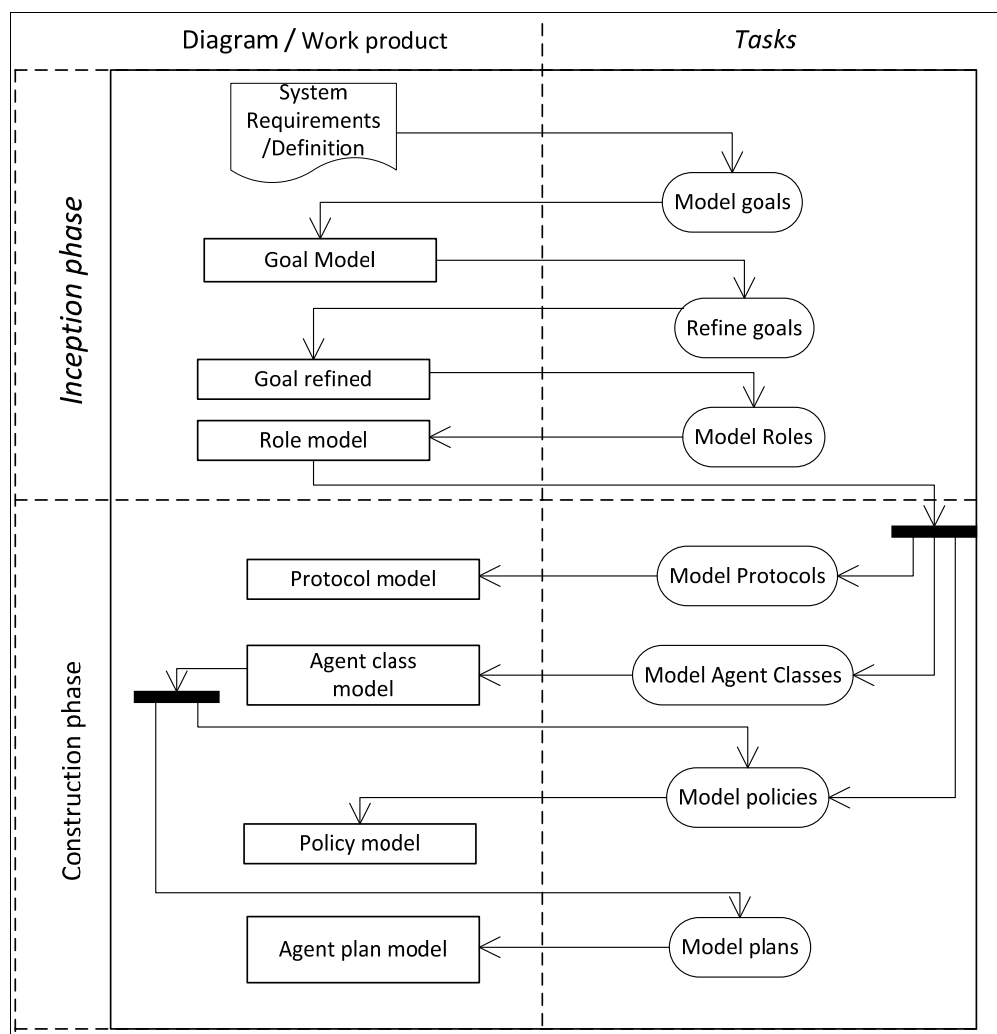 Diagram / Work product
Tasks
Inception phase
System
Requirements
/Definition
Model goals
Goal Model
Refine goals
Goal refined
Model Roles
Role model
Construction phase
Protocol model
Model Protocols
Agent class
model
Model Agent Classes
Model policies
Policy model
Agent plan model
Model plans